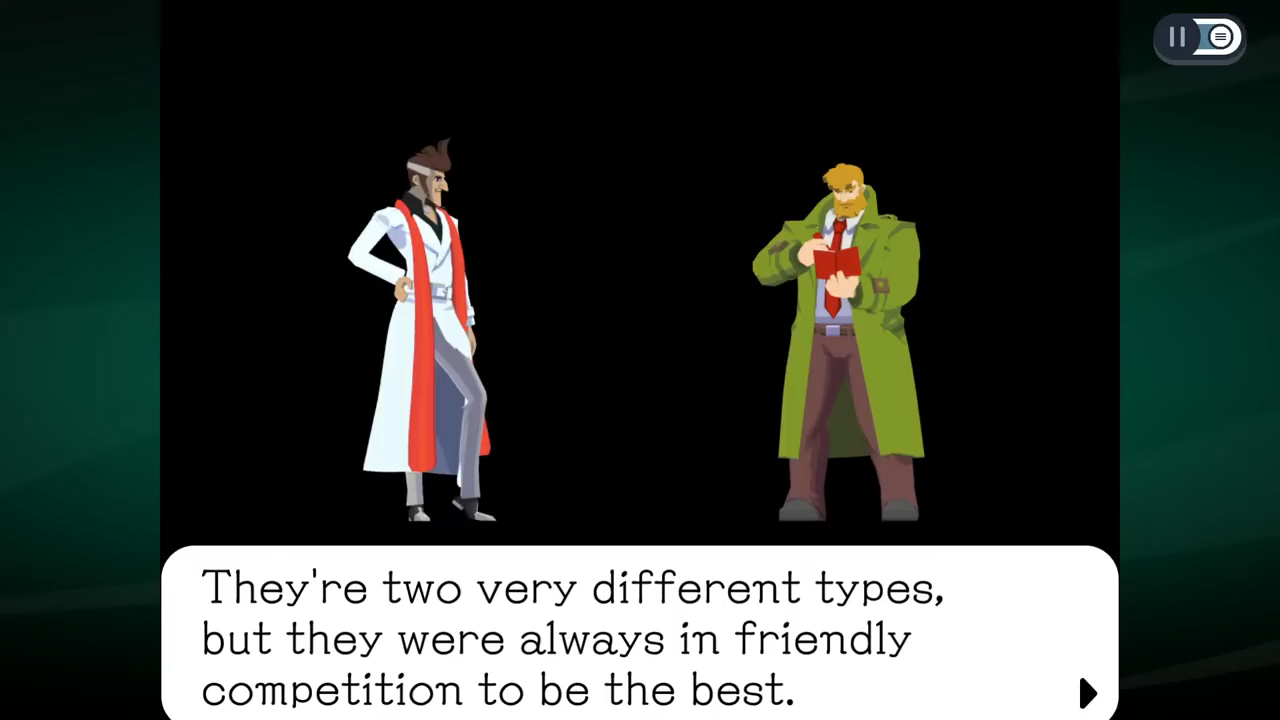 They're two very different types,
but they were always in friendly
competition to be the best.